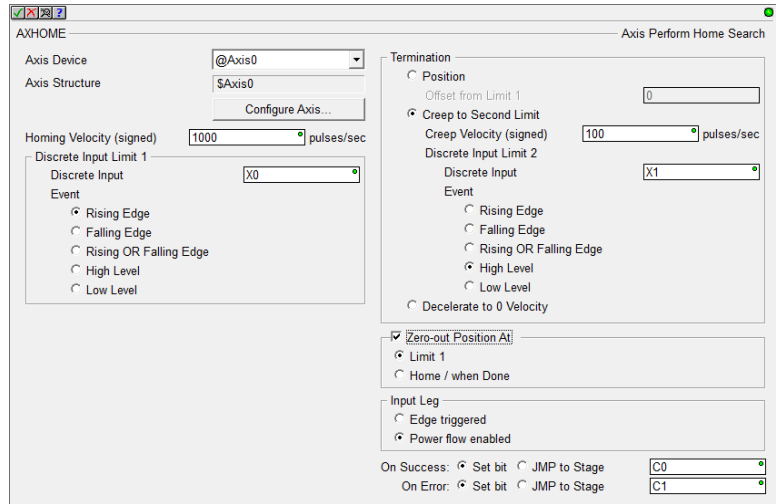 AXHOME
Axis Perform Home Search
Axis Device
@Axis0
Axis Structure
$Axis0
Configure Axis...
Homing Velocity (signed)
1000
pulses/sec
Discrete Input Limit 1
Discrete Input
X0
Event
Rising Edge
Falling Edge
Rising OR Falling Edge
High Level
Low Level
Termination
Position
Offset from Limit 1
0
Creep to Second Limit
Creep Velocity (signed)
100
pulses/sec
Discrete Input Limit 2
Discrete Input
X1
Event
Rising Edge
Falling Edge
Rising OR Falling Edge
High Level
Low Level
Decelerate to 0 Velocity
Zero-out Position At
Limit 1
Home / when Done
Input Leg
Edge triggered
Power flow enabled
On Success: Set bit JMP to Stage C0
On Error: Set bit JMP to Stage C1